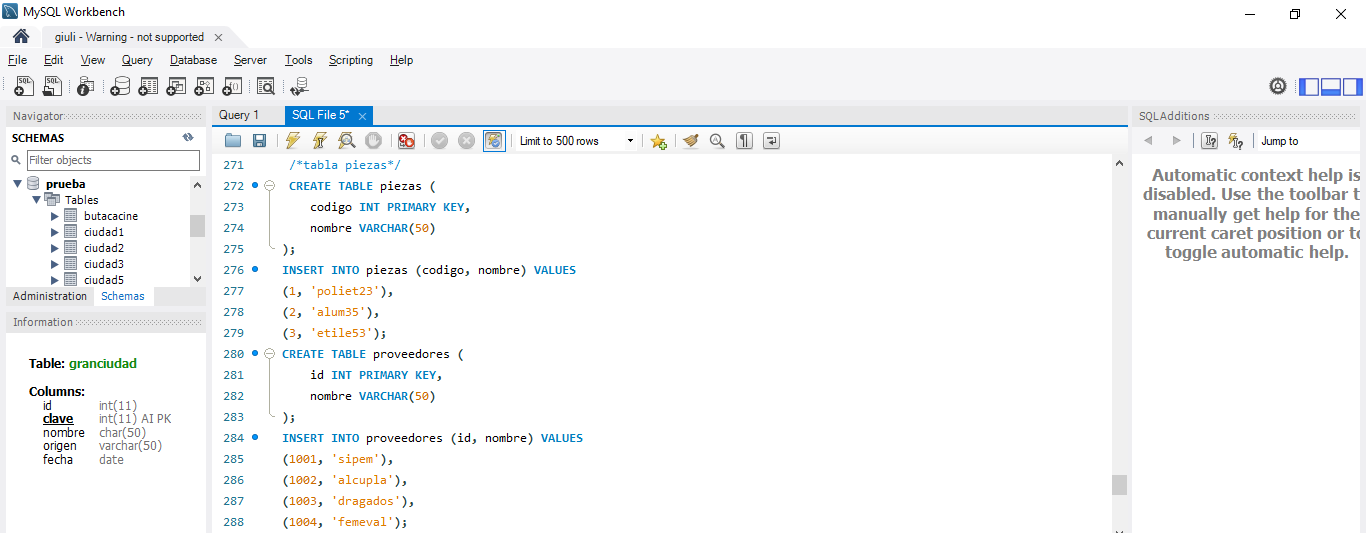 MySQL Workbench
giuli - Warning - not supported
File Edit View Query Database Server Tools Scripting Help
Navigator
SCHEMAS
Filter objects
prueba
Tables
butacacine
ciudad1
ciudad2
ciudad3
ciudad5
Administration Schemas
Information
Table: granciudad
Columns:
id int(11)
clave int(11) AI PK
nombre char(50)
origen varchar(50)
fecha date
Query 1 SQL File 5*
Limit to 500 rows
271 /*tabla piezas*/
272 CREATE TABLE piezas (
273 codigo INT PRIMARY KEY,
274 nombre VARCHAR(50)
275 );
276 INSERT INTO piezas (codigo, nombre) VALUES
277 (1, 'poliet23'),
278 (2, 'alum35'),
279 (3, 'etile53');
280 CREATE TABLE proveedores (
281 id INT PRIMARY KEY,
282 nombre VARCHAR(50)
283 );
284 INSERT INTO proveedores (id, nombre) VALUES
285 (1001, 'sipem'),
286 (1002, 'alcupla'),
287 (1003, 'dragados'),
288 (1004, 'femeval');
SQLAdditions
Jump to
Automatic context help is
disabled. Use the toolbar t
manually get help for the
current caret position or to
toggle automatic help.